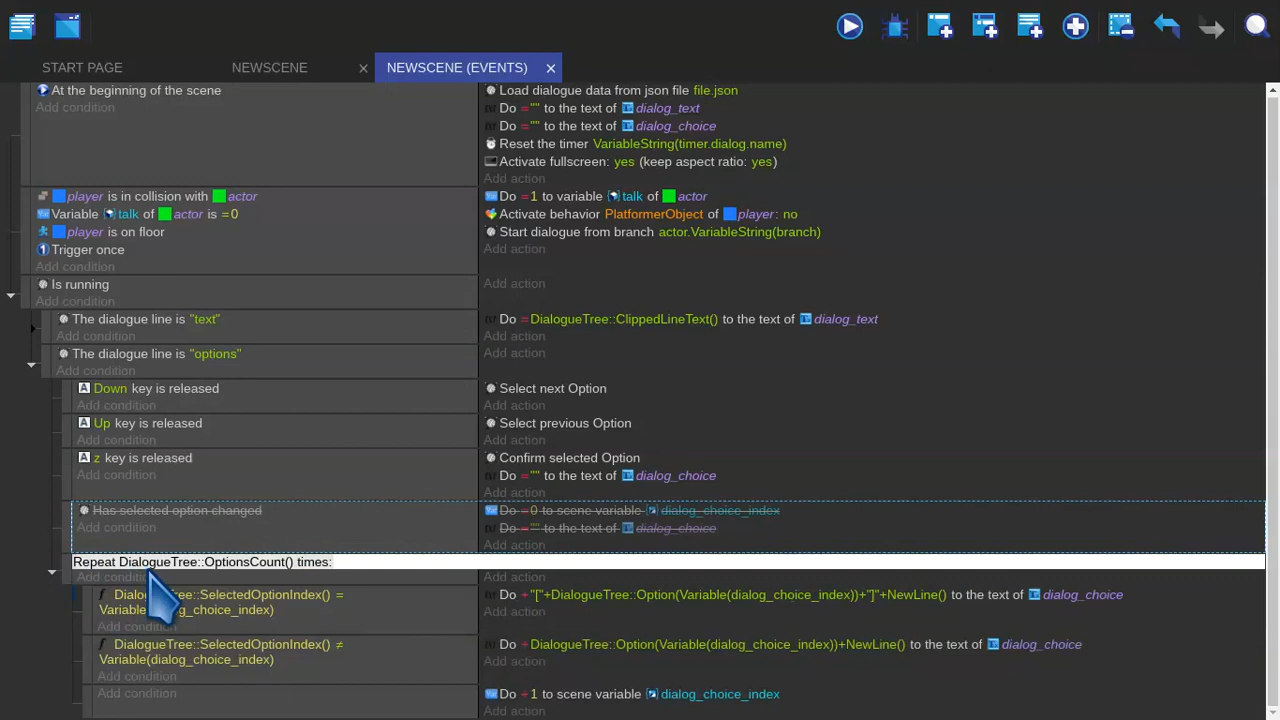 START PAGE
NEWSCENE
NEWSCENE (EVENTS)
At the beginning of the scene
Add condition
Load dialogue data from json file file.json
Do ="" to the text of dialog_text
Do ="" to the text of dialog_choice
Reset the timer VariableString(timer.dialog.name)
Activate fullscreen: yes (keep aspect ratio: yes)
Add action
player is in collision with actor
Variable talk of actor is =0
player is on floor
Trigger once
Add condition
Do =1 to variable talk of actor
Activate behavior PlatformerObject of player: no
Start dialogue from branch actor.VariableString(branch)
Add action
Is running
Add condition
Add action
The dialogue line is "text"
Add condition
Do =DialogueTree::ClippedLineText() to the text of dialog_text
Add action
The dialogue line is "options"
Add condition
Add action
Down key is released
Add condition
Select next Option
Add action
Up key is released
Add condition
Select previous Option
Add action
z key is released
Add condition
Confirm selected Option
Do ="" to the text of dialog_choice
Add action
Has selected option changed
Add condition
Do =0 to scene variable dialog_choice_index
Do ="" to the text of dialog_choice
Add action
Repeat DialogueTree::OptionsCount() times:
Add condition
Add action
DialogueTree::SelectedOptionIndex() =
dialog_choice_index)
Add condition
Do +"["+DialogueTree::Option(Variable(dialog_choice_index))+"]"+NewLine() to the text of dialog_choice
Add action
DialogueTree::SelectedOptionIndex() ≠
Variable(dialog_choice_index)
Add condition
Do +DialogueTree::Option(Variable(dialog_choice_index))+NewLine() to the text of dialog_choice
Add action
Add condition
Do +1 to scene variable dialog_choice_index